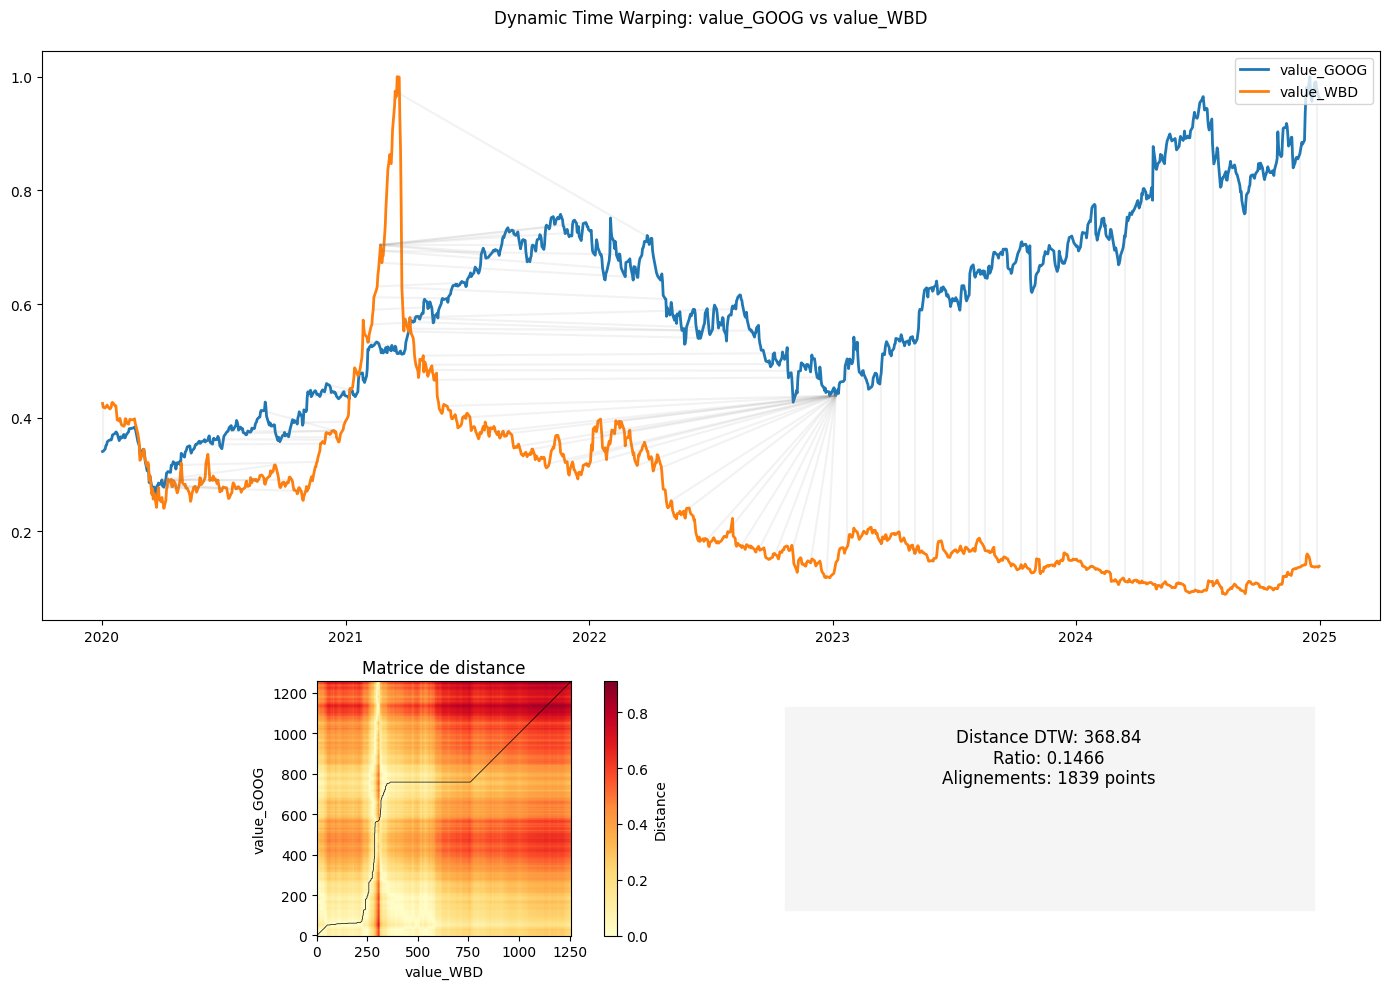 Dynamic Time Warping: value_GOOG vs value_WBD
value_GOOG
value_WBD
1.0
0.8
0.6
0.4
0.2
2020 2021 2022 2023 2024 2025
Matrice de distance
value_GOOG
1200
1000
800
600
400
200
0
0 250 500 750 1000 1250
value_WBD
0.8
0.6
0.4
0.2
0.0
Distance
Distance DTW: 368.84
Ratio: 0.1466
Alignements: 1839 points